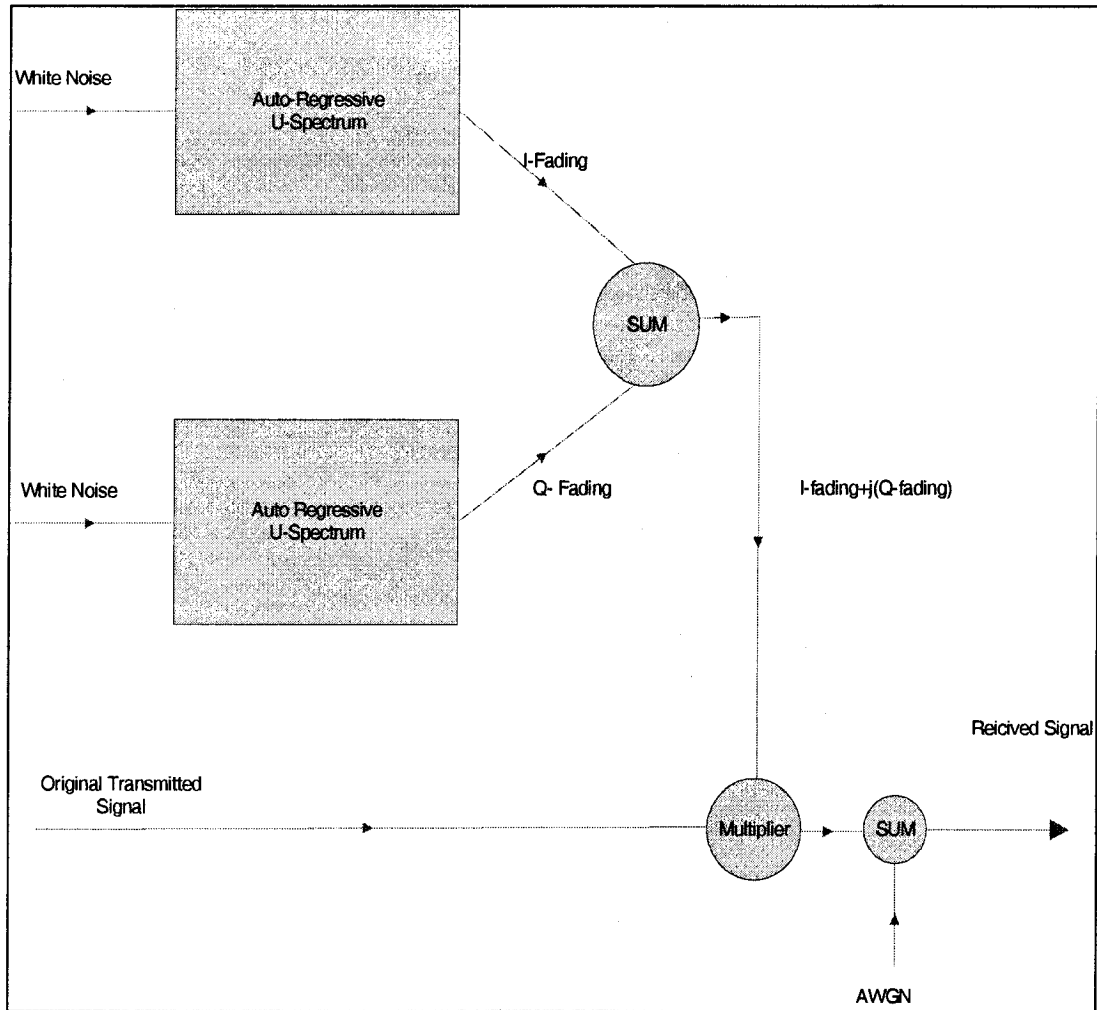 White Noise
Auto-Regressive
U-Spectrum
I-Fading
SUM
White Noise
Auto Regressive
U-Spectrum
Q- Fading
I-fading+j(Q-fading)
Reicived Signal
Original Transmitted
Signal
Multiplier
SUM
AWGN